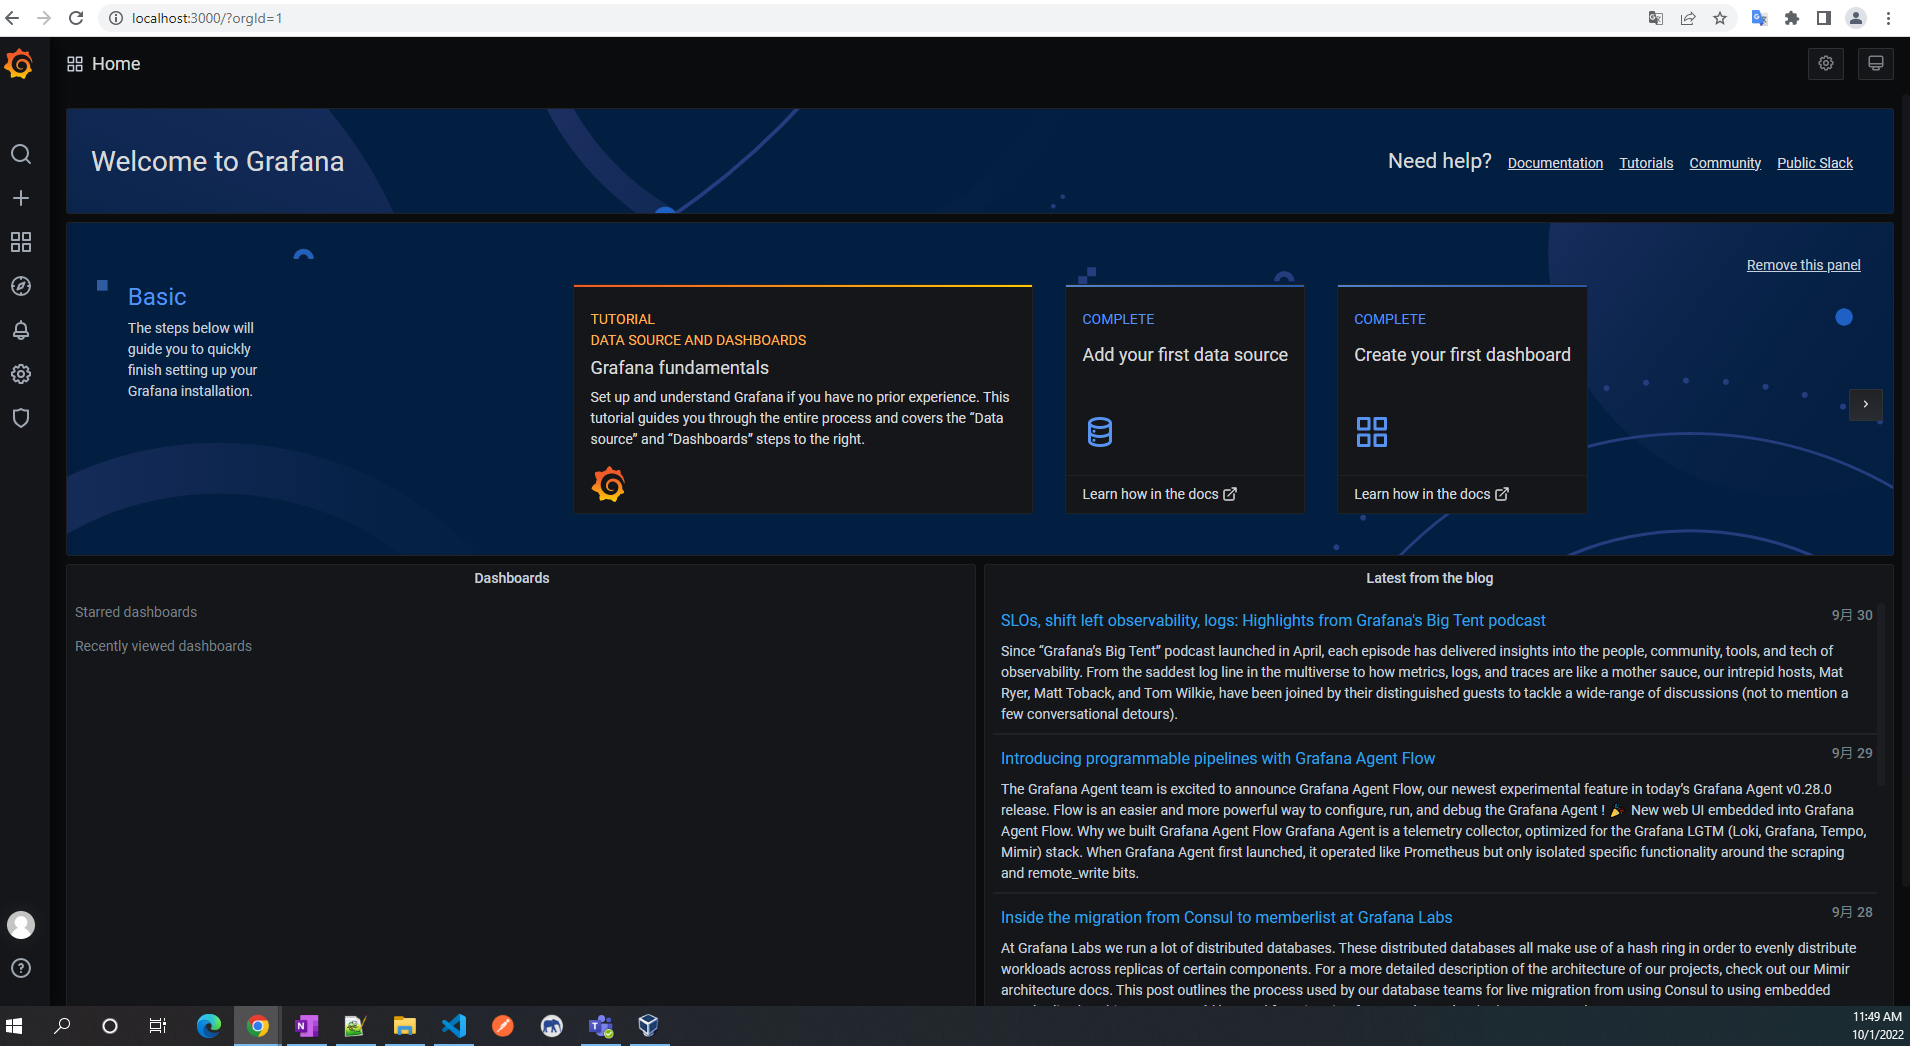 localhost:3000/?orgId=1
Home
Welcome to Grafana
Need help? Documentation Tutorials Community Public Slack
Remove this panel
Basic
The steps below will
guide you to quickly
finish setting up your
Grafana installation.
TUTORIAL
DATA SOURCE AND DASHBOARDS
Grafana fundamentals
Set up and understand Grafana if you have no prior experience. This
tutorial guides you through the entire process and covers the “Data
source” and “Dashboards” steps to the right.
COMPLETE
Add your first data source
Learn how in the docs
COMPLETE
Create your first dashboard
Learn how in the docs
Dashboards
Starred dashboards
Recently viewed dashboards
Latest from the blog
SLOs, shift left observability, logs: Highlights from Grafana's Big Tent podcast
9月 30
Since “Grafana’s Big Tent” podcast launched in April, each episode has delivered insights into the people, community, tools, and tech of
observability. From the saddest log line in the multiverse to how metrics, logs, and traces are like a mother sauce, our intrepid hosts, Mat
Ryer, Matt Toback, and Tom Wilkie, have been joined by their distinguished guests to tackle a wide-range of discussions (not to mention a
few conversational detours).
Introducing programmable pipelines with Grafana Agent Flow
9月 29
The Grafana Agent team is excited to announce Grafana Agent Flow, our newest experimental feature in today’s Grafana Agent v0.28.0
release. Flow is an easier and more powerful way to configure, run, and debug the Grafana Agent ! 🎉 New web UI embedded into Grafana
Agent Flow. Why we built Grafana Agent Flow Grafana Agent is a telemetry collector, optimized for the Grafana LGTM (Loki, Grafana, Tempo,
Mimir) stack. When Grafana Agent first launched, it operated like Prometheus but only isolated specific functionality around the scraping
and remote_write bits.
Inside the migration from Consul to memberlist at Grafana Labs
9月 28
At Grafana Labs we run a lot of distributed databases. These distributed databases all make use of a hash ring in order to evenly distribute
workloads across replicas of certain components. For a more detailed description of the architecture of our projects, check out our Mimir
architecture docs. This post outlines the process used by our database teams for live migration from using Consul to using embedded
11:49 AM
10/1/2022